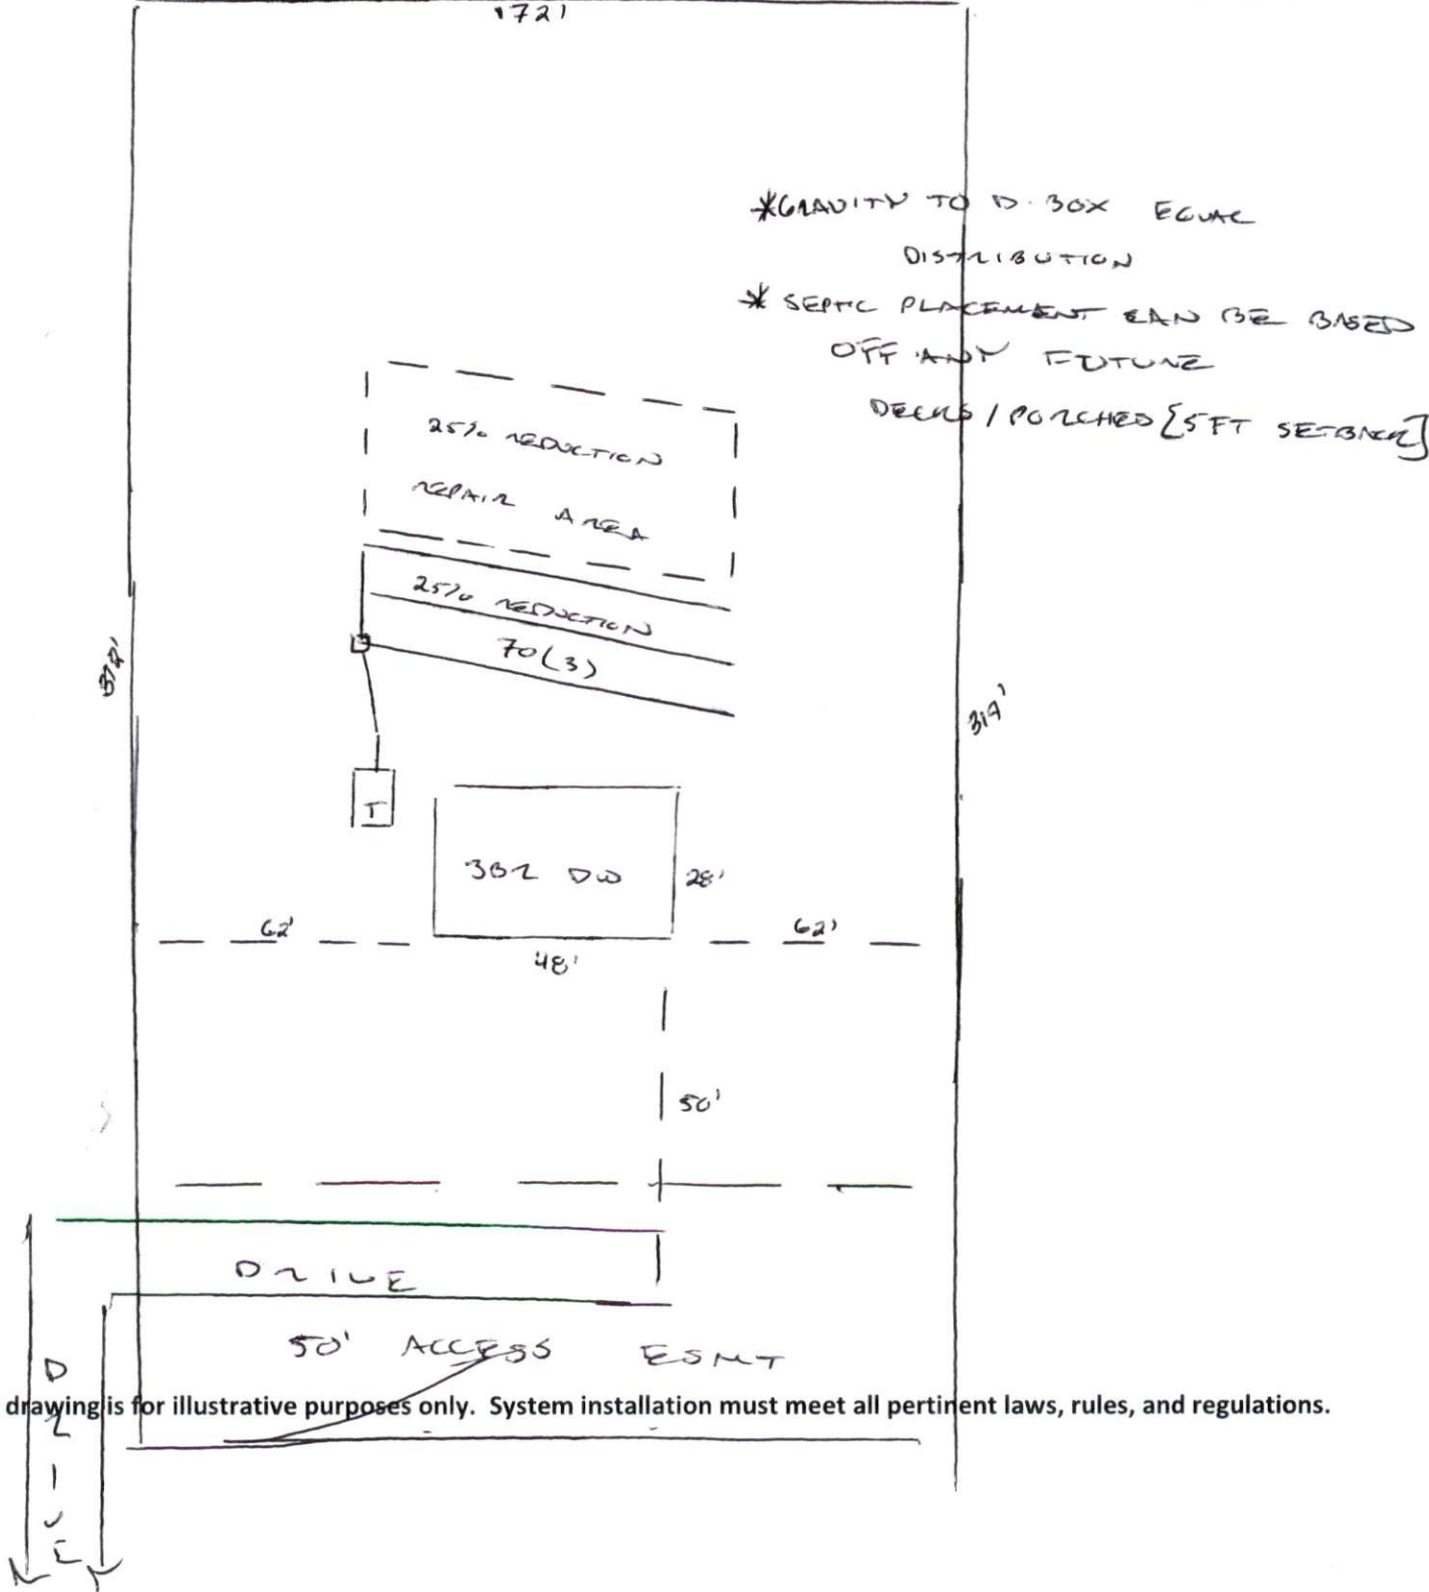 172'
*GRAVITY TO D-BOX EQUAL
DISTRIBUTION
* SEPTIC PLACEMENT CAN BE BASED
OFF ANY FUTURE
DECKS / PORCHED [5FT SETBACK]
25% REDUCTION
REPAIR AREA
25% REDUCTION
70(3)
319'
T
3BR DW
28'
62'
62'
48'
50'
DRIVE
50' ACCESS ESMT
DRIVE
drawing is for illustrative purposes only. System installation must meet all pertinent laws, rules, and regulations.